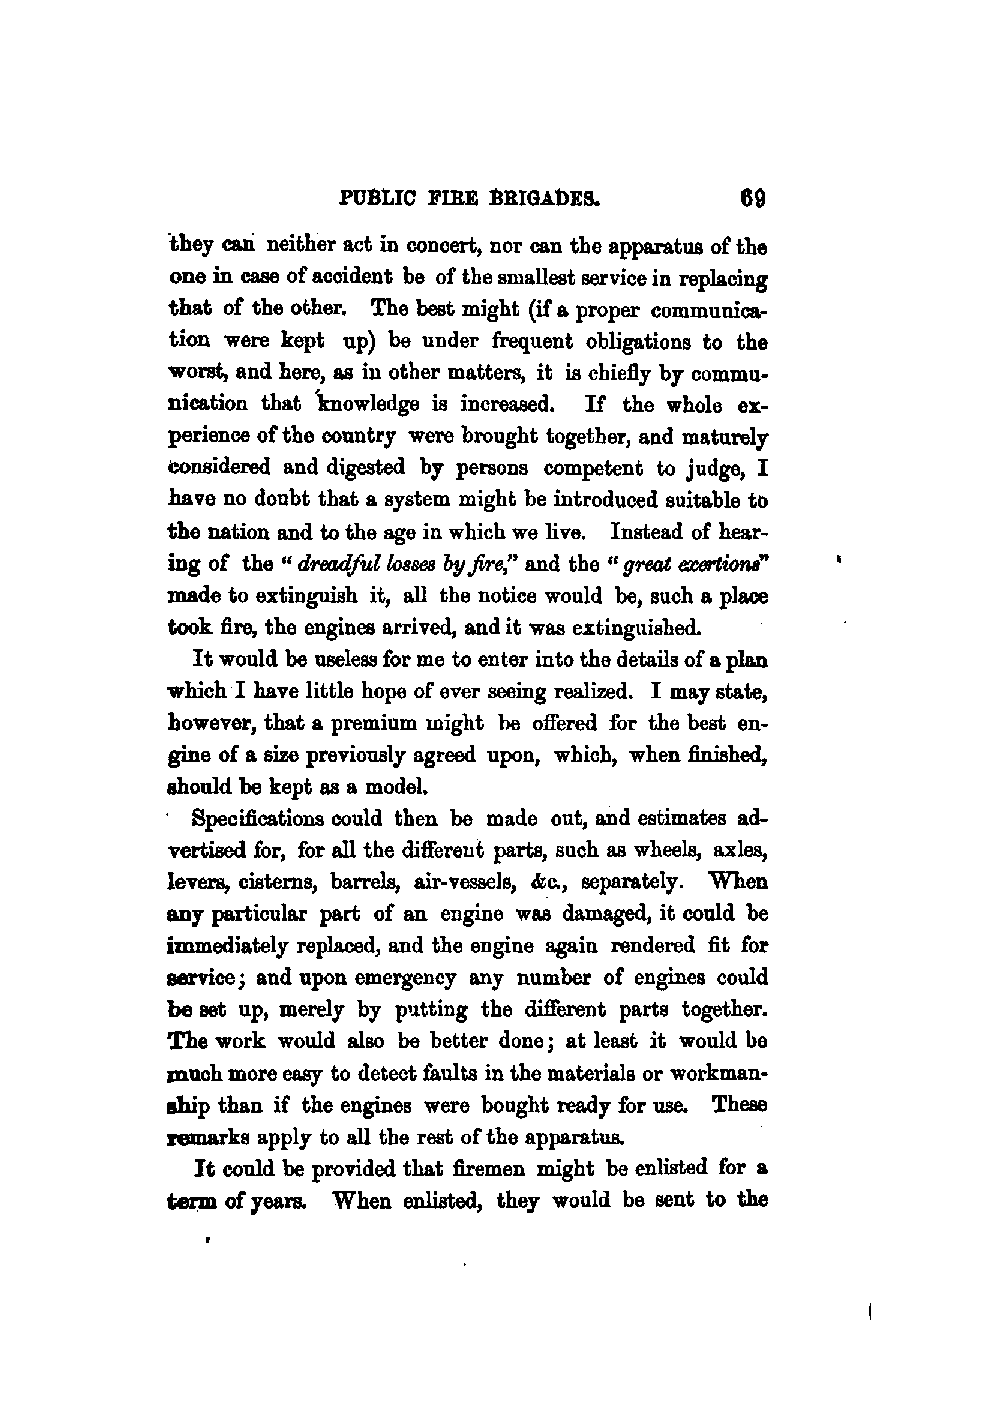 PUBLIC FIRE BRIGADES. 69
they can neither act in concert, nor can the apparatus of the
one in case of accident be of the smallest service in replacing
that of the other. The best might (if a proper communica-
tion were kept up) be under frequent obligations to the
worst, and here, as in other matters, it is chiefly by commu-
nication that knowledge is increased. If the whole ex-
perience of the country were brought together, and maturely
considered and digested by persons competent to judge, I
have no doubt that a system might be introduced suitable to
the nation and to the age in which we live. Instead of hear-
ing of the "dreadful losses by fire," and the "great exertions"
made to extinguish it, all the notice would be, such a place
took fire, the engines arrived, and it was extinguished.
It would be useless for me to enter into the details of a plan
which I have little hope of ever seeing realized. I may state,
however, that a premium might be offered for the best en-
gine of a size previously agreed upon, which, when finished,
should be kept as a model.
Specifications could then be made out, and estimates ad-
vertised for, for all the different parts, such as wheels, axles,
levers, cisterns, barrels, air-vessels, &c., separately. When
any particular part of an engine was damaged, it could be
immediately replaced, and the engine again rendered fit for
service; and upon emergency any number of engines could
be set up, merely by putting the different parts together.
The work would also be better done; at least it would be
much more easy to detect faults in the materials or workman-
ship than if the engines were bought ready for use. These
remarks apply to all the rest of the apparatus.
It could be provided that firemen might be enlisted for a
term of years. When enlisted, they would be sent to the